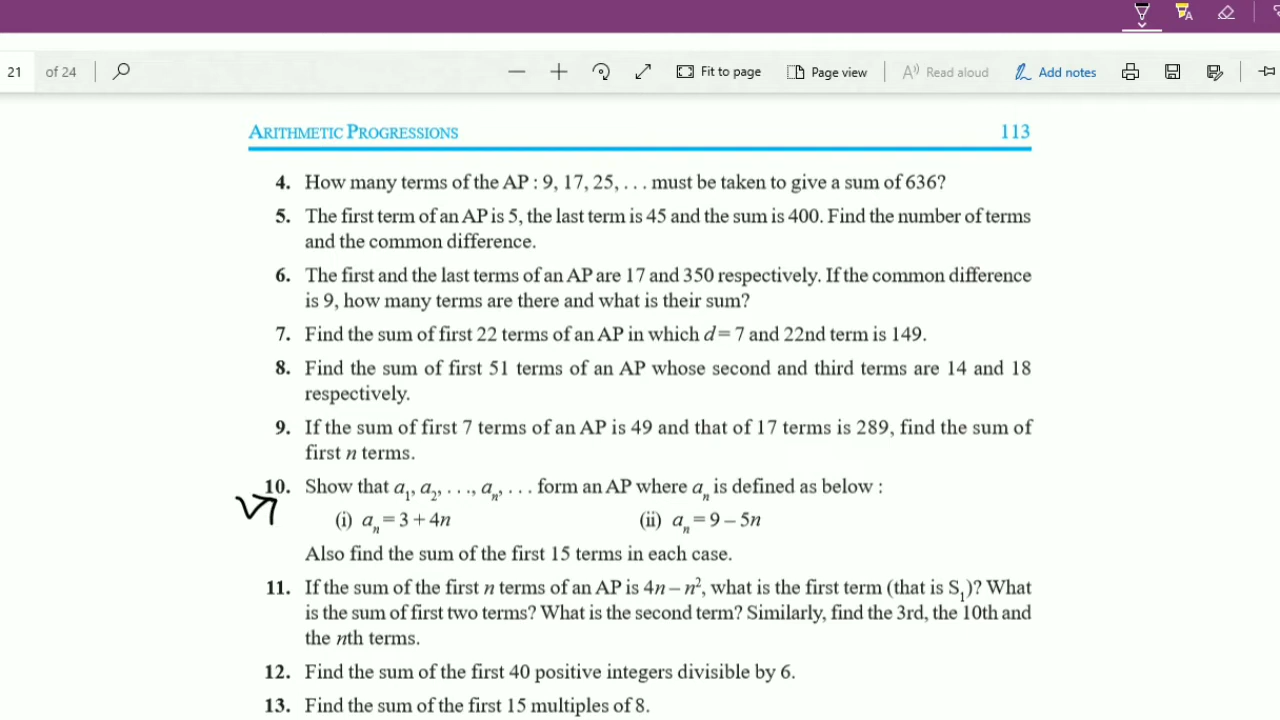 21 of 24 Fit to page Page view Read aloud Add notes
ARITHMETIC PROGRESSIONS 113
4. How many terms of the AP : 9, 17, 25, . . . must be taken to give a sum of 636?
5. The first term of an AP is 5, the last term is 45 and the sum is 400. Find the number of terms
and the common difference.
6. The first and the last terms of an AP are 17 and 350 respectively. If the common difference
is 9, how many terms are there and what is their sum?
7. Find the sum of first 22 terms of an AP in which d = 7 and 22nd term is 149.
8. Find the sum of first 51 terms of an AP whose second and third terms are 14 and 18
respectively.
9. If the sum of first 7 terms of an AP is 49 and that of 17 terms is 289, find the sum of
first n terms.
10. Show that a₁, a₂, . . ., aₙ, . . . form an AP where aₙ is defined as below :
(i) aₙ = 3 + 4n (ii) aₙ = 9 – 5n
Also find the sum of the first 15 terms in each case.
11. If the sum of the first n terms of an AP is 4n – n², what is the first term (that is S₁)? What
is the sum of first two terms? What is the second term? Similarly, find the 3rd, the 10th and
the nth terms.
12. Find the sum of the first 40 positive integers divisible by 6.
13. Find the sum of the first 15 multiples of 8.